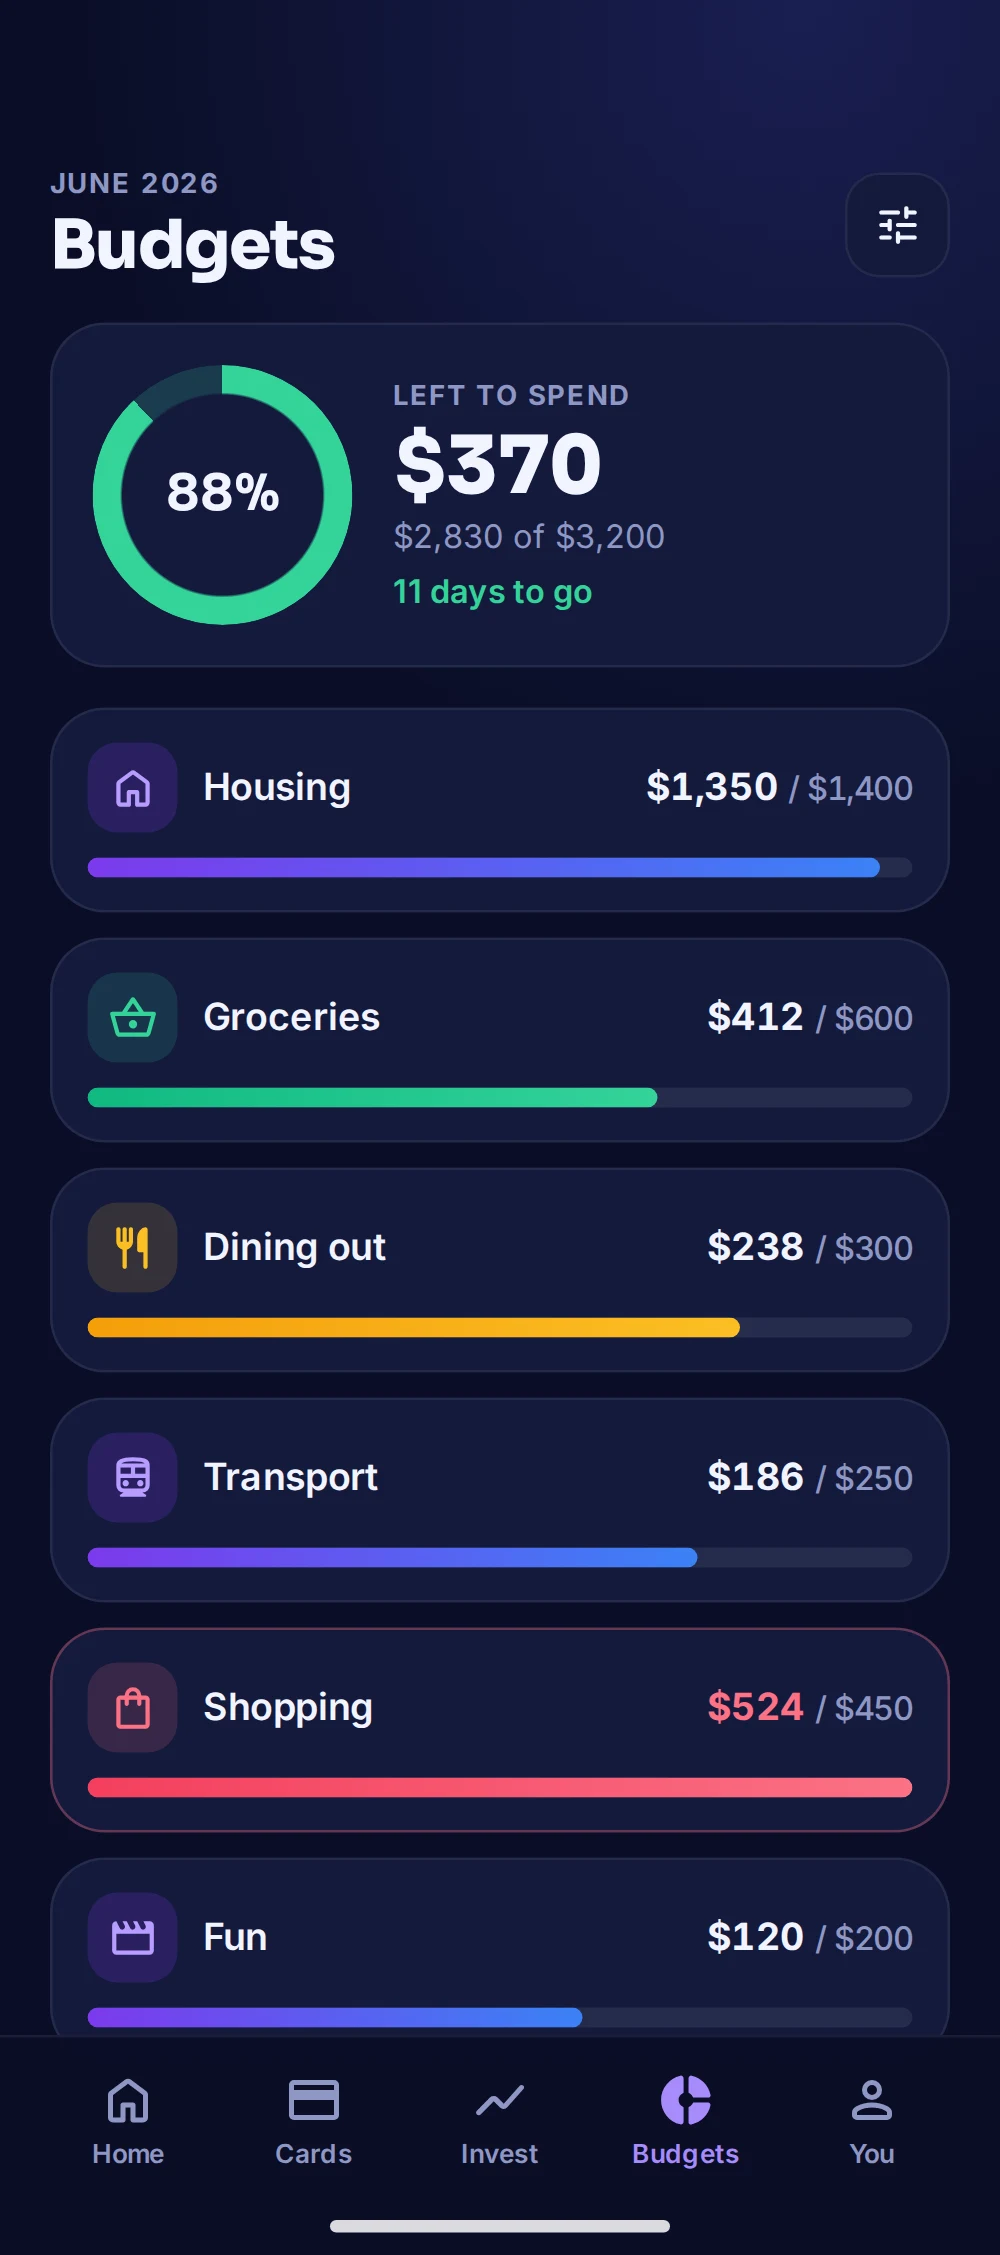 JUNE 2026
Budgets
88%
LEFT TO SPEND
$370
$2,830 of $3,200
11 days to go
Housing $1,350 / $1,400
Groceries $412 / $600
Dining out $238 / $300
Transport $186 / $250
Shopping $524 / $450
Fun $120 / $200
Home Cards Invest Budgets You